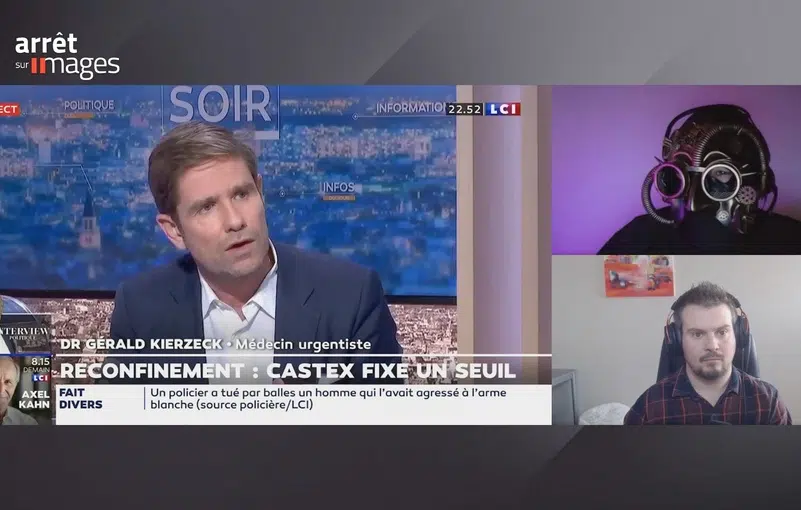 arrêt
sur images
ECT
POLITIQUE
SOIR
INFORMATION
22.52 LCI
INFOS
INTERVIEW
POLITIQUE
8.15
DEMAIN
LCI
AXEL
KAHN
DR GÉRALD KIERZECK • Médecin urgentiste
RECONFINEMENT : CASTEX FIXE UN SEUIL
FAIT
DIVERS
Un policier a tué par balles un homme qui l'avait agressé à l'arme
blanche (source policière/LCI)